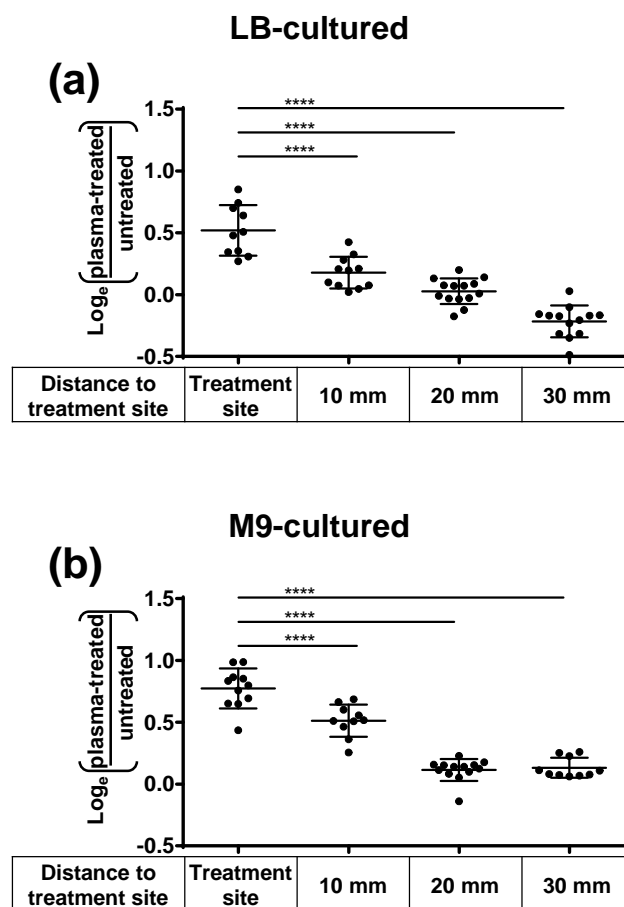 LB-cultured
(a)
Loge (plasma-treated
untreated)
1.5
1.0
0.5
0.0
-0.5
****
****
****
Distance to
treatment site
Treatment
site
10 mm
20 mm
30 mm
M9-cultured
(b)
Loge (plasma-treated
untreated)
1.5
1.0
0.5
0.0
-0.5
****
****
****
Distance to
treatment site
Treatment
site
10 mm
20 mm
30 mm